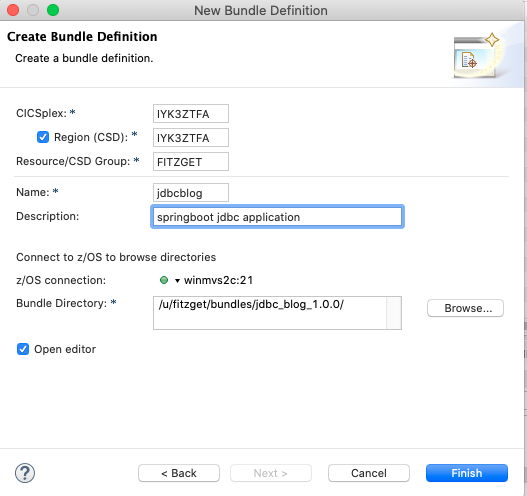 New Bundle Definition
Create Bundle Definition
Create a bundle definition.
CICSplex: * IYK3ZTFA
Region (CSD): * IYK3ZTFA
Resource/CSD Group: * FITZGET
Name: * jdbcblog
Description: springboot jdbc application
Connect to z/OS to browse directories
z/OS connection: winmvs2c:21
Bundle Directory: * /u/fitzget/bundles/jdbc_blog_1.0.0/ Browse...
Open editor
? < Back Next > Cancel Finish